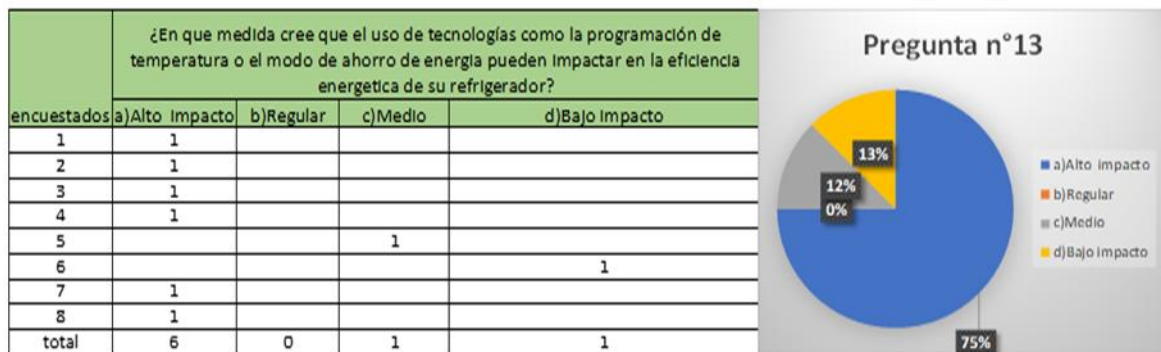 ¿En que medida cree que el uso de tecnologías como la programación de
temperatura o el modo de ahorro de energia pueden impactar en la eficiencia
energetica de su refrigerador?
encuestados a)Alto impacto b)Regular c)Medio d)Bajo impacto
1 1
2 1
3 1
4 1
5 1
6 1
7 1
8 1
total 6 0 1 1
Pregunta n°13
13%
12%
0%
75%
a)Alto impacto
b)Regular
c)Medio
d)Bajo impacto